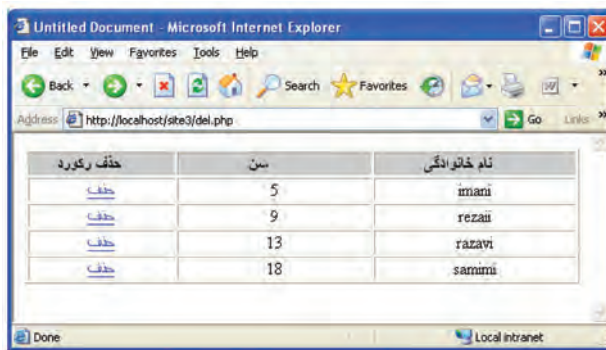 Untitled Document - Microsoft Internet Explorer
File Edit View Favorites Tools Help
Back Search Favorites
Address http://localhost/site3/del.php Go Links
نام خانوادگی سن حذف رکورد
imani 5 حذف
rezaii 9 حذف
razavi 13 حذف
samimi 18 حذف
Done Local intranet